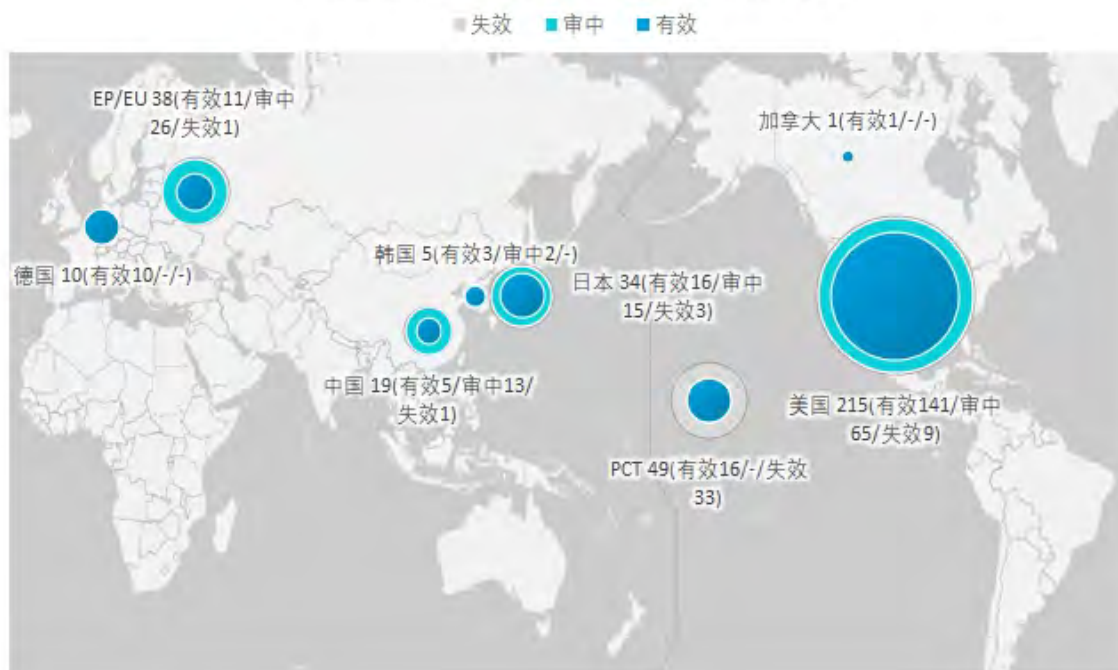 失效 审中 有效
EP/EU 38(有效11/审中
26/失效1)
加拿大 1(有效1/-/-)
韩国 5(有效3/审中2/-)
德国 10(有效10/-/-)
日本 34(有效16/审中
15/失效3)
中国 19(有效5/审中13/
失效1)
美国 215(有效141/审中
65/失效9)
PCT 49(有效16/-/失效
33)